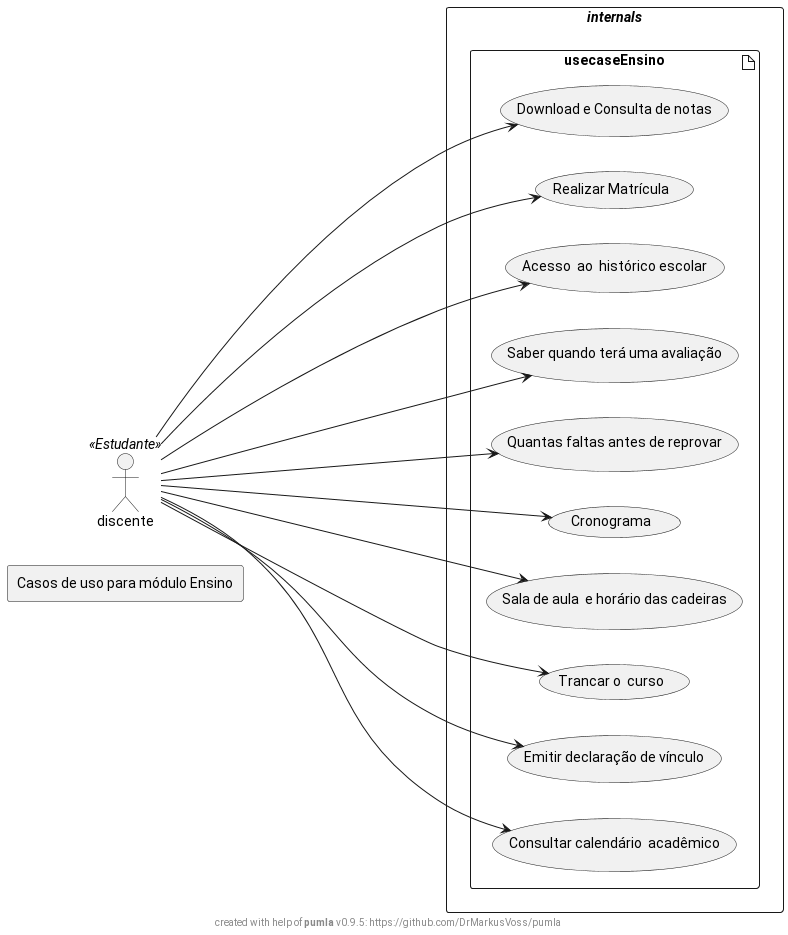 internals
usecaseEnsino
Download e Consulta de notas
Realizar Matrícula
Acesso ao histórico escolar
Saber quando terá uma avaliação
«Estudante»
Quantas faltas antes de reprovar
discente
Cronograma
Casos de uso para módulo Ensino
Sala de aula e horário das cadeiras
Trancar o curso
Emitir declaração de vínculo
Consultar calendário acadêmico
created with help of pumla v0.9.5: https://github.com/DrMarkusVoss/pumla